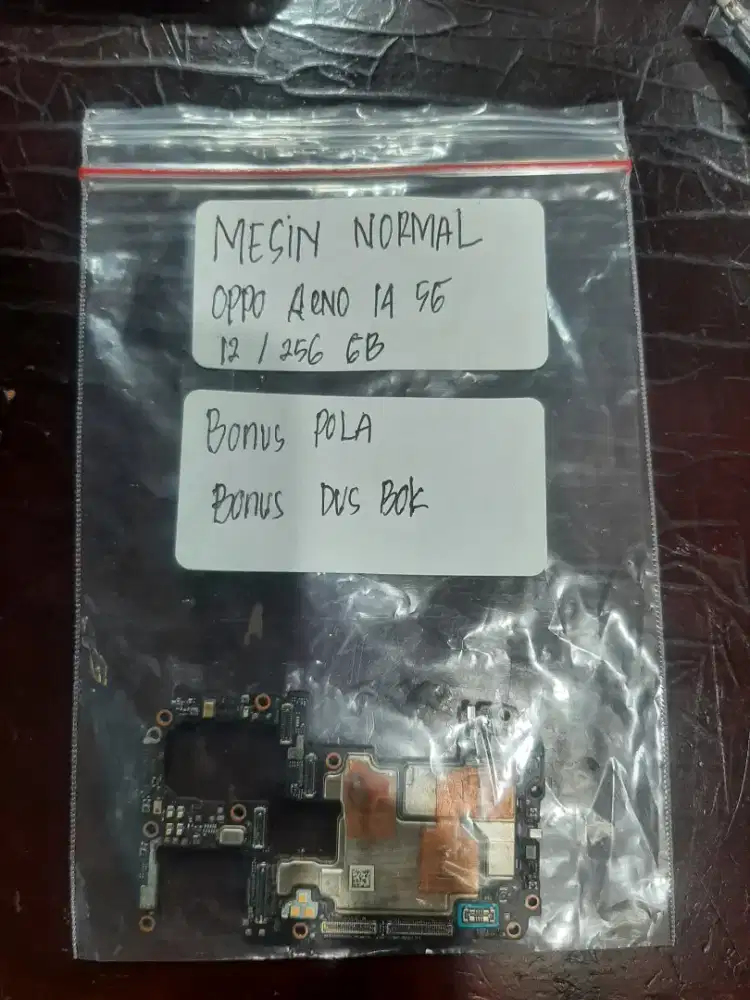 MESIN NORMAL
OPPO RENO 14 5G
12 / 256 GB
Bonus POLA
Bonus DUS BOK